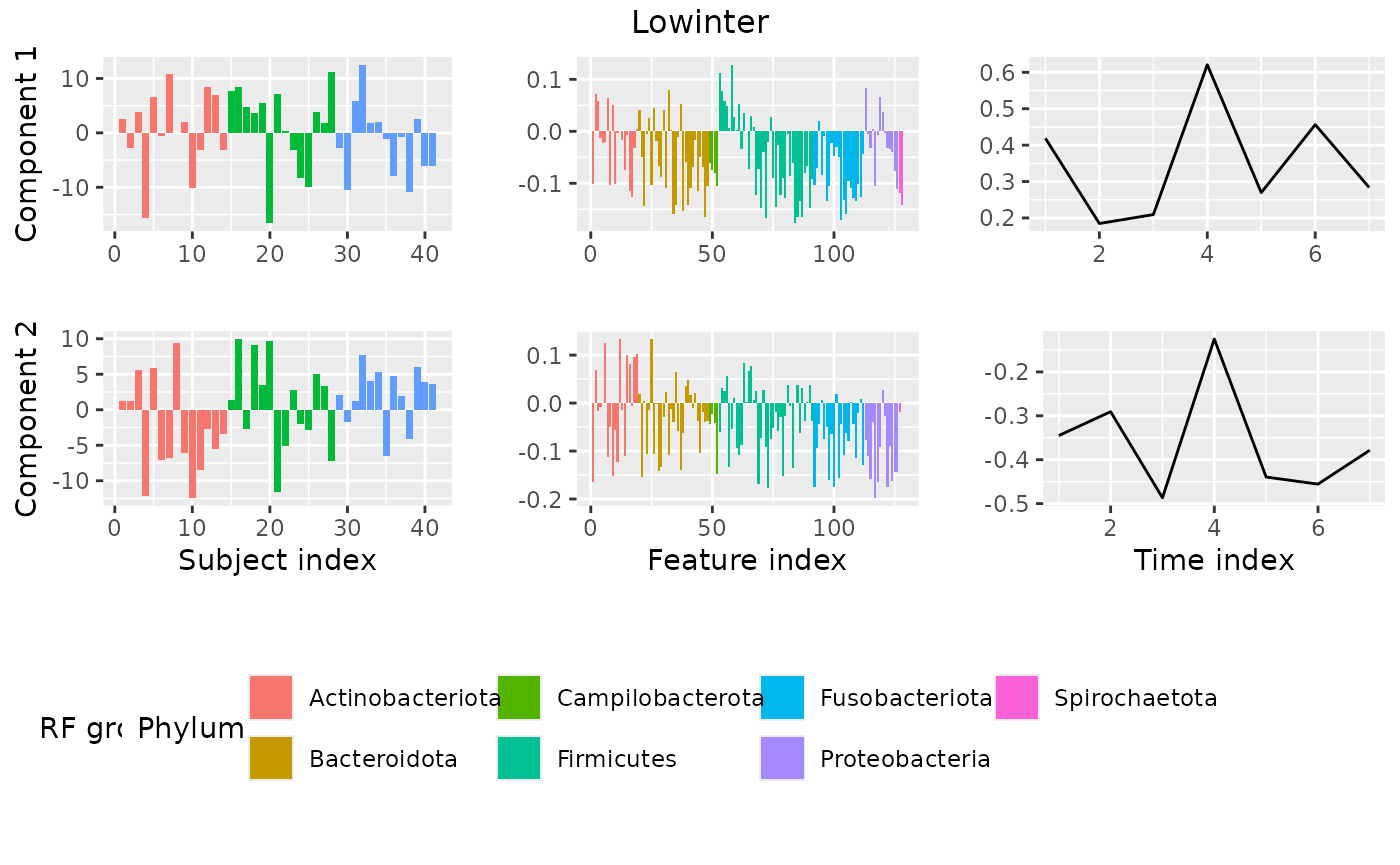 Lowinter
Component 1
10
0
-10
0 10 20 30 40
0.1
0.0
-0.1
0 50 100
0.6
0.5
0.4
0.3
0.2
2 4 6
Component 2
10
5
0
-5
-10
0 10 20 30 40
Subject index
0.1
0.0
-0.1
-0.2
0 50 100
Feature index
-0.2
-0.3
-0.4
-0.5
2 4 6
Time index
RF gro Phylum
Actinobacteriota Campilobacterota Fusobacteriota Spirochaetota
Bacteroidota Firmicutes Proteobacteria